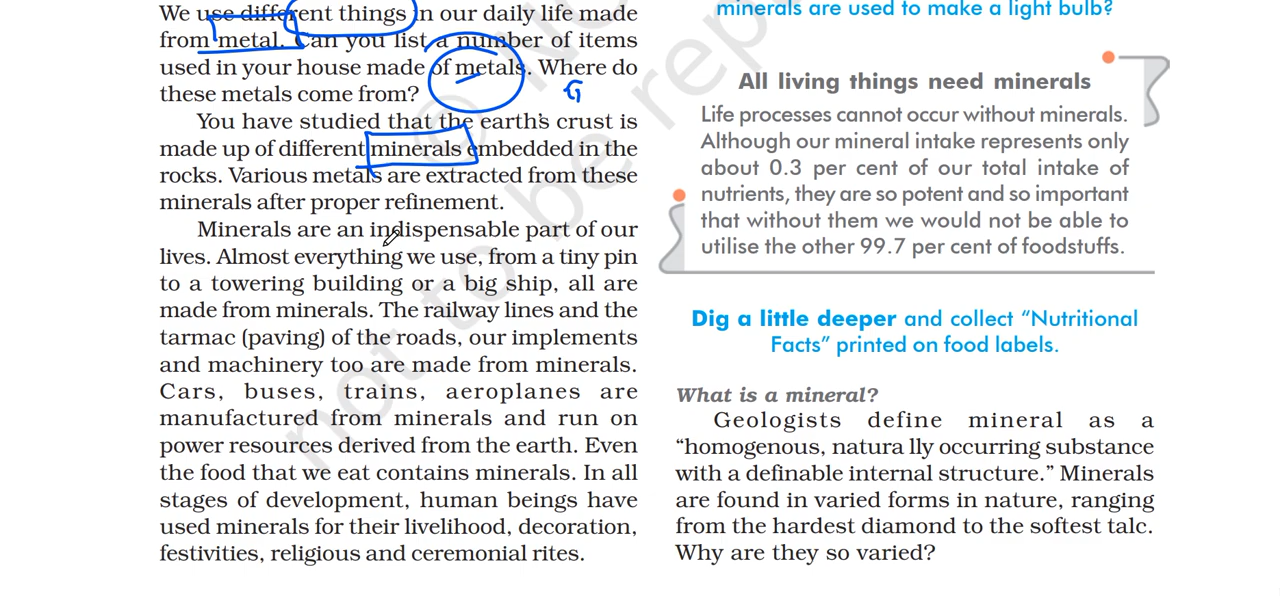 We use different things in our daily life made
from metal. Can you list a number of items
used in your house made of metals. Where do
these metals come from?
You have studied that the earth's crust is
made up of different minerals embedded in the
rocks. Various metals are extracted from these
minerals after proper refinement.
Minerals are an indispensable part of our
lives. Almost everything we use, from a tiny pin
to a towering building or a big ship, all are
made from minerals. The railway lines and the
tarmac (paving) of the roads, our implements
and machinery too are made from minerals.
Cars, buses, trains, aeroplanes are
manufactured from minerals and run on
power resources derived from the earth. Even
the food that we eat contains minerals. In all
stages of development, human beings have
used minerals for their livelihood, decoration,
festivities, religious and ceremonial rites.
minerals are used to make a light bulb?
All living things need minerals
Life processes cannot occur without minerals.
Although our mineral intake represents only
about 0.3 per cent of our total intake of
nutrients, they are so potent and so important
that without them we would not be able to
utilise the other 99.7 per cent of foodstuffs.
Dig a little deeper and collect “Nutritional
Facts” printed on food labels.
What is a mineral?
Geologists define mineral as a
“homogenous, natura lly occurring substance
with a definable internal structure.” Minerals
are found in varied forms in nature, ranging
from the hardest diamond to the softest talc.
Why are they so varied?
not to be rep